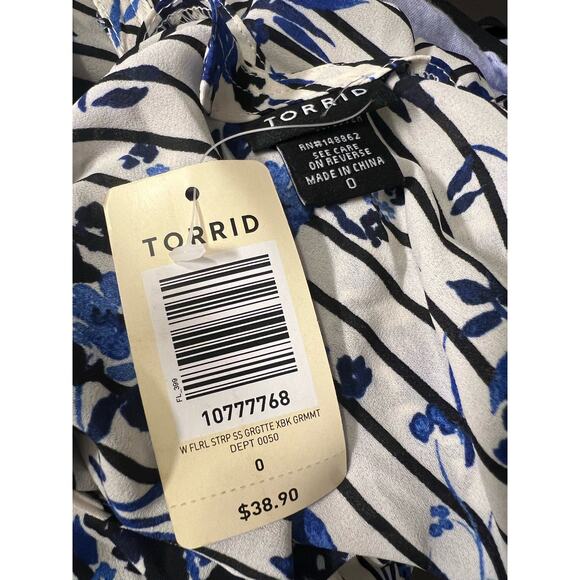 TORRID
RN#148862
SEE CARE
ON REVERSE
MADE IN CHINA
0
TORRID
FL_399
10777768
W FLRL STRP SS GRGTTE XBK GRMMT
DEPT 0050
0
$38.90